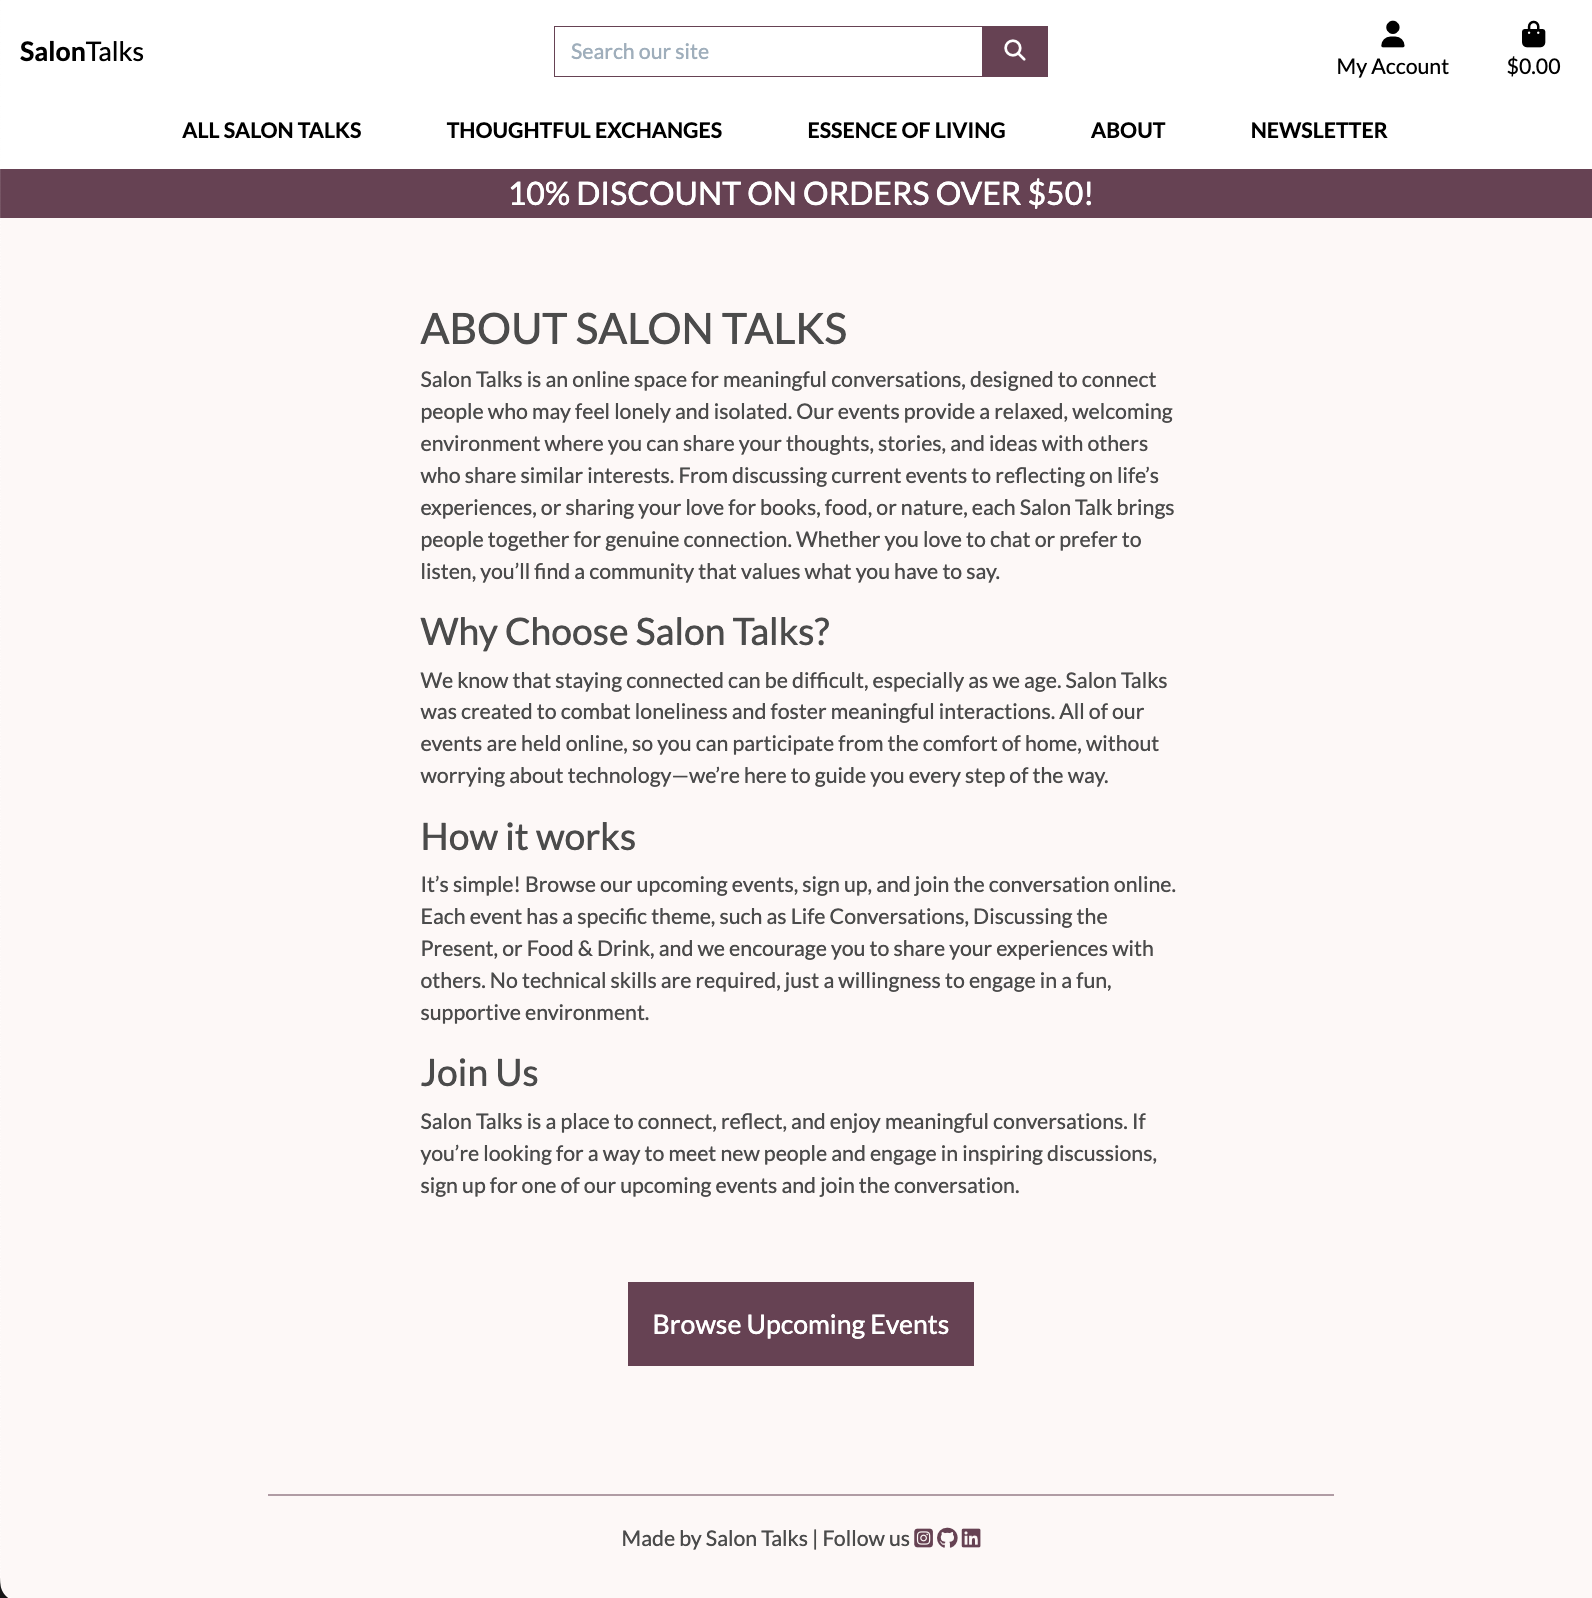 SalonTalks
Search our site
My Account
$0.00
ALL SALON TALKS
THOUGHTFUL EXCHANGES
ESSENCE OF LIVING
ABOUT
NEWSLETTER
10% DISCOUNT ON ORDERS OVER $50!
ABOUT SALON TALKS
Salon Talks is an online space for meaningful conversations, designed to connect
people who may feel lonely and isolated. Our events provide a relaxed, welcoming
environment where you can share your thoughts, stories, and ideas with others
who share similar interests. From discussing current events to reflecting on life’s
experiences, or sharing your love for books, food, or nature, each Salon Talk brings
people together for genuine connection. Whether you love to chat or prefer to
listen, you’ll find a community that values what you have to say.
Why Choose Salon Talks?
We know that staying connected can be difficult, especially as we age. Salon Talks
was created to combat loneliness and foster meaningful interactions. All of our
events are held online, so you can participate from the comfort of home, without
worrying about technology—we’re here to guide you every step of the way.
How it works
It’s simple! Browse our upcoming events, sign up, and join the conversation online.
Each event has a specific theme, such as Life Conversations, Discussing the
Present, or Food & Drink, and we encourage you to share your experiences with
others. No technical skills are required, just a willingness to engage in a fun,
supportive environment.
Join Us
Salon Talks is a place to connect, reflect, and enjoy meaningful conversations. If
you’re looking for a way to meet new people and engage in inspiring discussions,
sign up for one of our upcoming events and join the conversation.
Browse Upcoming Events
Made by Salon Talks | Follow us